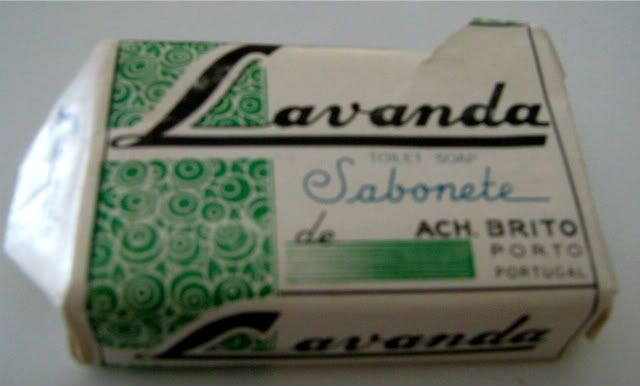 Lavanda
TOILET SOAP
Sabonete
de
ACH. BRITO
PORTO
PORTUGAL
Lavanda